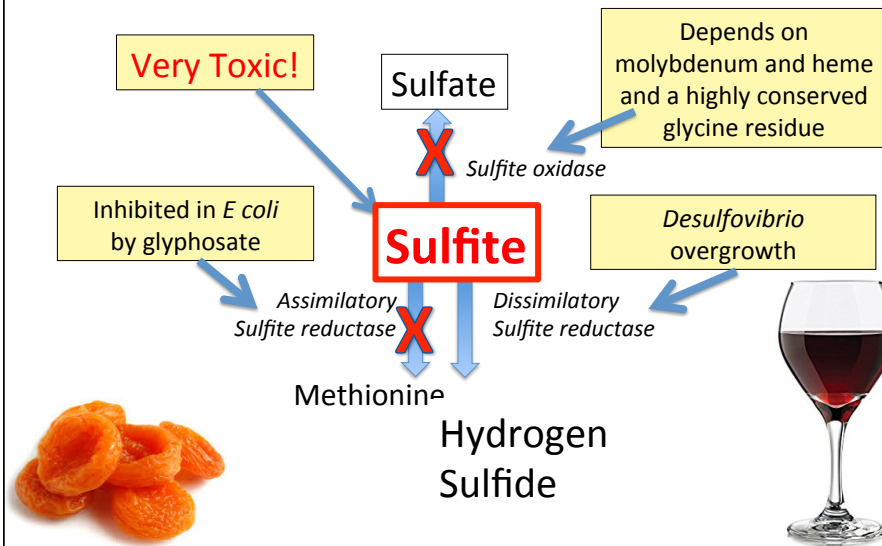 Very Toxic!
Sulfate
Depends on
molybdenum and heme
and a highly conserved
glycine residue
Sulfite oxidase
Inhibited in E coli
by glyphosate
Sulfite
Desulfovibrio
overgrowth
Assimilatory
Sulfite reductase
Dissimilatory
Sulfite reductase
Methionine
Hydrogen
Sulfide
X
X